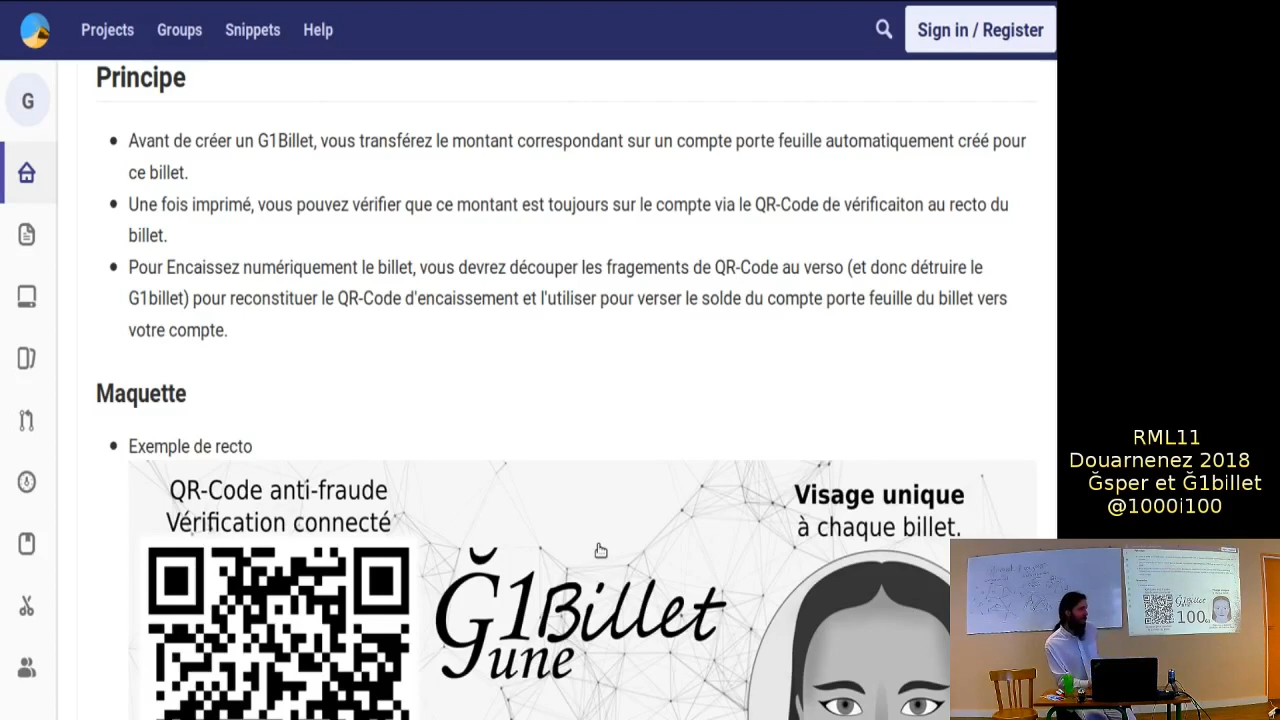 Projects Groups Snippets Help Sign in / Register
G
Principe
Avant de créer un G1Billet, vous transférez le montant correspondant sur un compte porte feuille automatiquement créé pour
ce billet.
Une fois imprimé, vous pouvez vérifier que ce montant est toujours sur le compte via le QR-Code de vérificaiton au recto du
billet.
Pour Encaissez numériquement le billet, vous devrez découper les fragements de QR-Code au verso (et donc détruire le
G1billet) pour reconstituer le QR-Code d'encaissement et l'utiliser pour verser le solde du compte porte feuille du billet vers
votre compte.
Maquette
Exemple de recto
QR-Code anti-fraude
Vérification connecté
Visage unique
à chaque billet.
Ğ1Billet
Ğune
RML11
Douarnenez 2018
Ğsper et Ğ1billet
@1000i100
Ğ1Billet
une
100